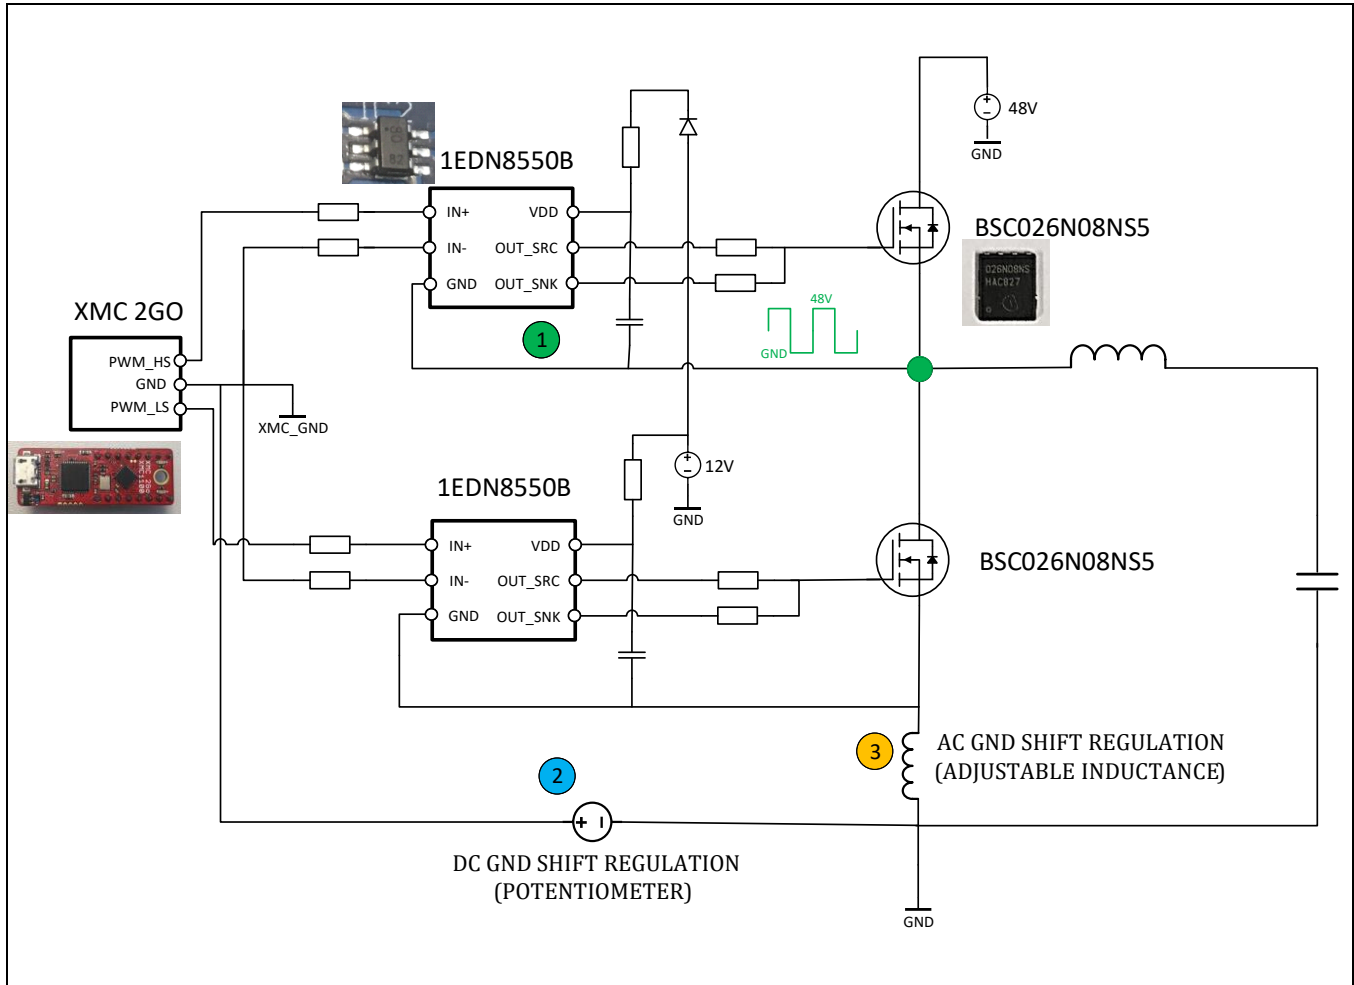 48V
GND
1EDN8550B
IN+
VDD
IN-
OUT_SRC
GND
OUT_SNK
BSC026N08NS5
026N08NS
HAC827
48V
GND
1
XMC 2GO
PWM_HS
GND
PWM_LS
XMC_GND
12V
GND
1EDN8550B
IN+
VDD
IN-
OUT_SRC
GND
OUT_SNK
BSC026N08NS5
3
AC GND SHIFT REGULATION
(ADJUSTABLE INDUCTANCE)
2
DC GND SHIFT REGULATION
(POTENTIOMETER)
GND